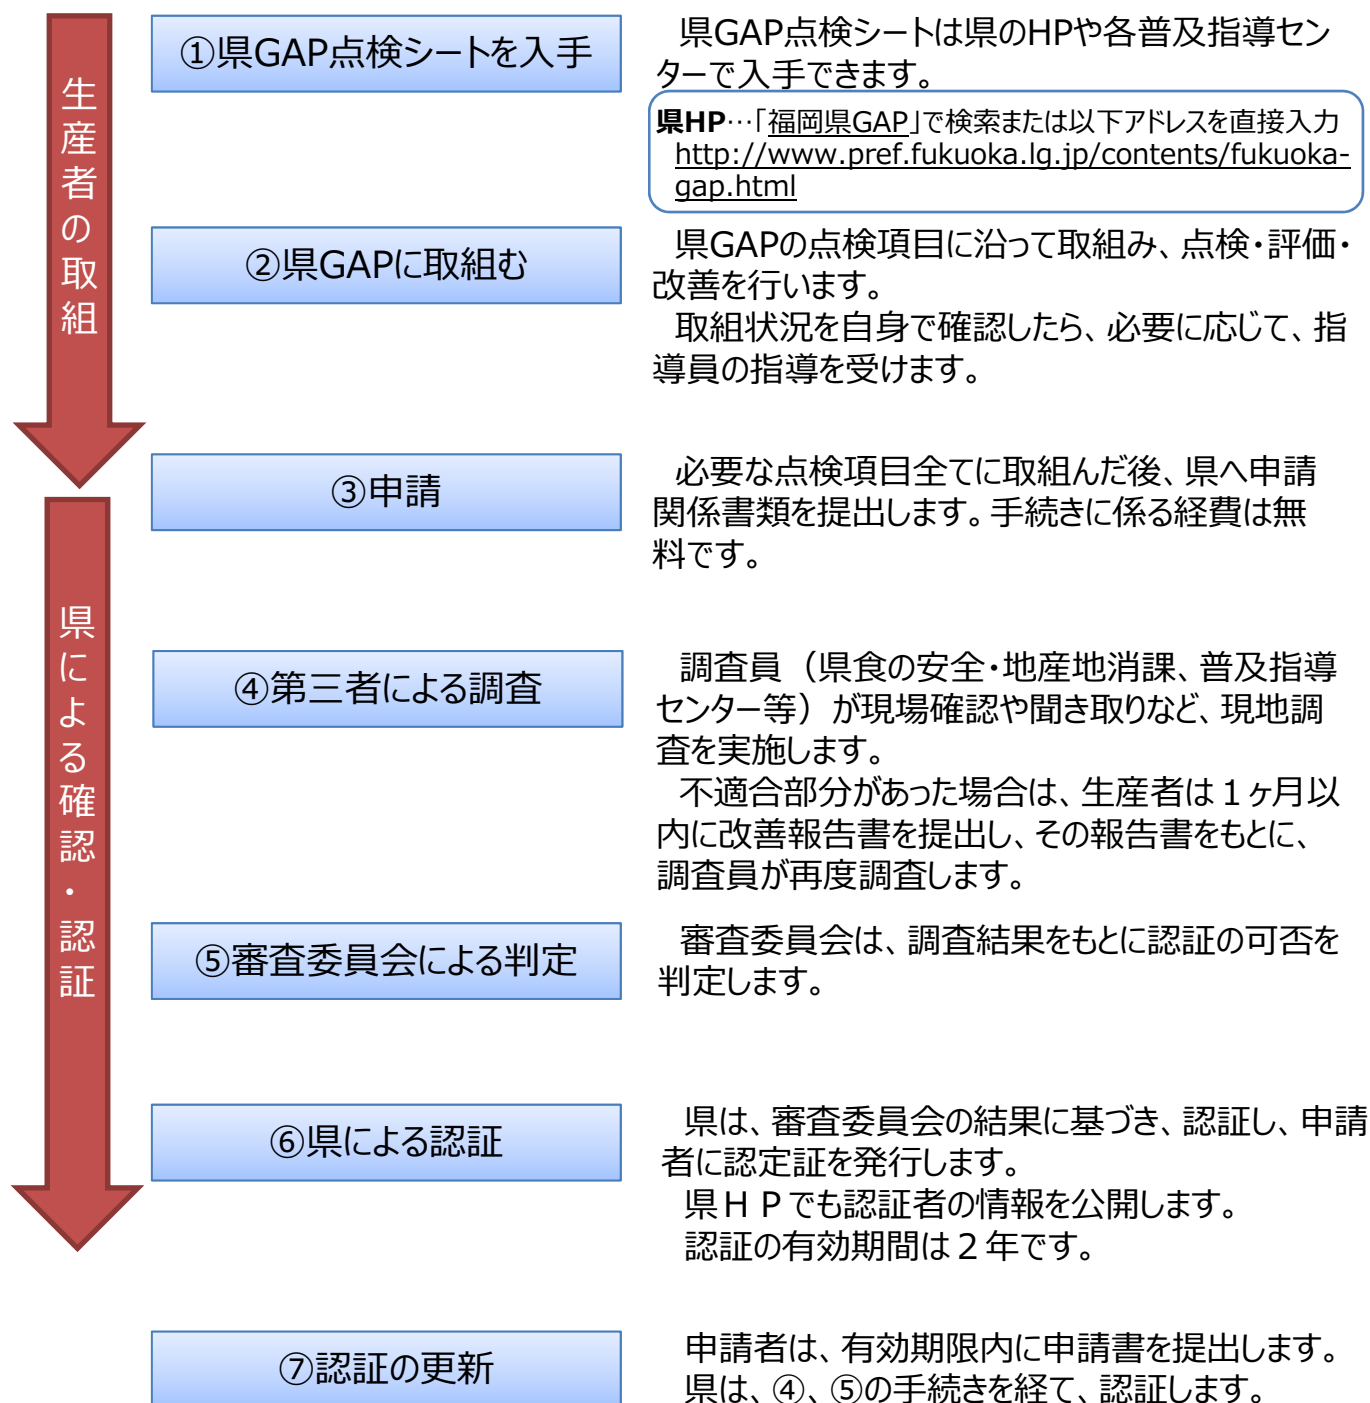 生産者の取組
①県GAP点検シートを入手
県GAP点検シートは県のHPや各普及指導セン
ターで入手できます。
県HP…「福岡県GAP」で検索または以下アドレスを直接入力
http://www.pref.fukuoka.lg.jp/contents/fukuoka-
gap.html
②県GAPに取組む
県GAPの点検項目に沿って取組み、点検・評価・
改善を行います。
取組状況を自身で確認したら、必要に応じて、指
導員の指導を受けます。
県による確認・認証
③申請
必要な点検項目全てに取組んだ後、県へ申請
関係書類を提出します。手続きに係る経費は無
料です。
④第三者による調査
調査員（県食の安全・地産地消課、普及指導
センター等）が現場確認や聞き取りなど、現地調
査を実施します。
不適合部分があった場合は、生産者は１ヶ月以
内に改善報告書を提出し、その報告書をもとに、
調査員が再度調査します。
⑤審査委員会による判定
審査委員会は、調査結果をもとに認証の可否を
判定します。
⑥県による認証
県は、審査委員会の結果に基づき、認証し、申請
者に認定証を発行します。
県ＨＰでも認証者の情報を公開します。
認証の有効期間は２年です。
⑦認証の更新
申請者は、有効期限内に申請書を提出します。
県は、④、⑤の手続きを経て、認証します。